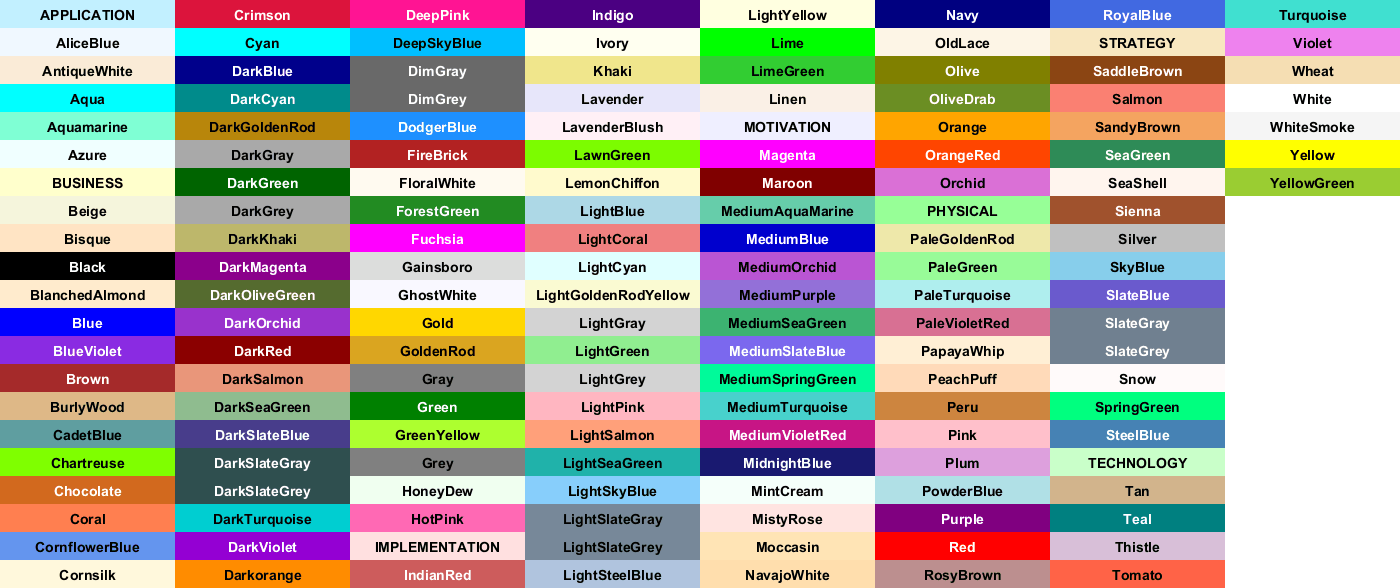 APPLICATION
AliceBlue
AntiqueWhite
Aqua
Aquamarine
Azure
BUSINESS
Beige
Bisque
Black
BlanchedAlmond
Blue
BlueViolet
Brown
BurlyWood
CadetBlue
Chartreuse
Chocolate
Coral
CornflowerBlue
Cornsilk
Crimson
Cyan
DarkBlue
DarkCyan
DarkGoldenRod
DarkGray
DarkGreen
DarkGrey
DarkKhaki
DarkMagenta
DarkOliveGreen
DarkOrchid
DarkRed
DarkSalmon
DarkSeaGreen
DarkSlateBlue
DarkSlateGray
DarkSlateGrey
DarkTurquoise
DarkViolet
Darkorange
DeepPink
DeepSkyBlue
DimGray
DimGrey
DodgerBlue
FireBrick
FloralWhite
ForestGreen
Fuchsia
Gainsboro
GhostWhite
Gold
GoldenRod
Gray
Green
GreenYellow
Grey
HoneyDew
HotPink
IMPLEMENTATION
IndianRed
Indigo
Ivory
Khaki
Lavender
LavenderBlush
LawnGreen
LemonChiffon
LightBlue
LightCoral
LightCyan
LightGoldenRodYellow
LightGray
LightGreen
LightGrey
LightPink
LightSalmon
LightSeaGreen
LightSkyBlue
LightSlateGray
LightSlateGrey
LightSteelBlue
LightYellow
Lime
LimeGreen
Linen
MOTIVATION
Magenta
Maroon
MediumAquaMarine
MediumBlue
MediumOrchid
MediumPurple
MediumSeaGreen
MediumSlateBlue
MediumSpringGreen
MediumTurquoise
MediumVioletRed
MidnightBlue
MintCream
MistyRose
Moccasin
NavajoWhite
Navy
OldLace
Olive
OliveDrab
Orange
OrangeRed
Orchid
PHYSICAL
PaleGoldenRod
PaleGreen
PaleTurquoise
PaleVioletRed
PapayaWhip
PeachPuff
Peru
Pink
Plum
PowderBlue
Purple
Red
RosyBrown
RoyalBlue
STRATEGY
SaddleBrown
Salmon
SandyBrown
SeaGreen
SeaShell
Sienna
Silver
SkyBlue
SlateBlue
SlateGray
SlateGrey
Snow
SpringGreen
SteelBlue
TECHNOLOGY
Tan
Teal
Thistle
Tomato
Turquoise
Violet
Wheat
White
WhiteSmoke
Yellow
YellowGreen